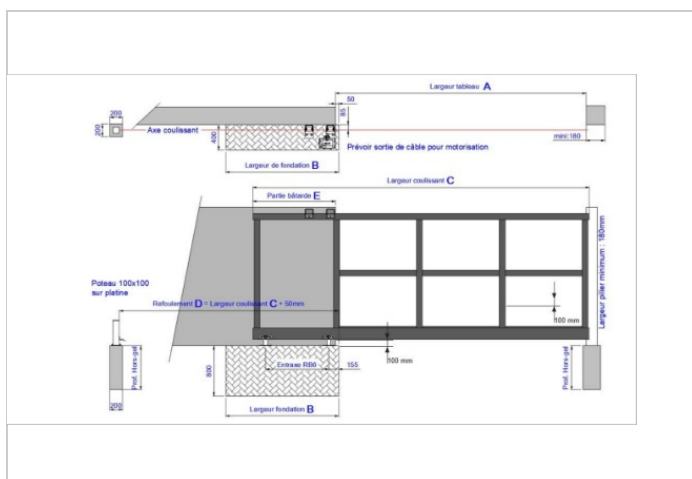 Largeur tableau A
50
85
200
200
Axe coulissant
400
mini:180
Prévoir sortie de câble pour motorisation
Largeur de fondation B
Largeur coulissant C
Partie bâtarde E
Largeur pilier minimum : 180mm
Poteau 100x100
sur platine
Refoulement D = Largeur coulissant C + 50mm
100 mm
Prof. Hors-gel
800
Entraxe RB0
155
100 mm
Prof. Hors-gel
200
Largeur fondation B